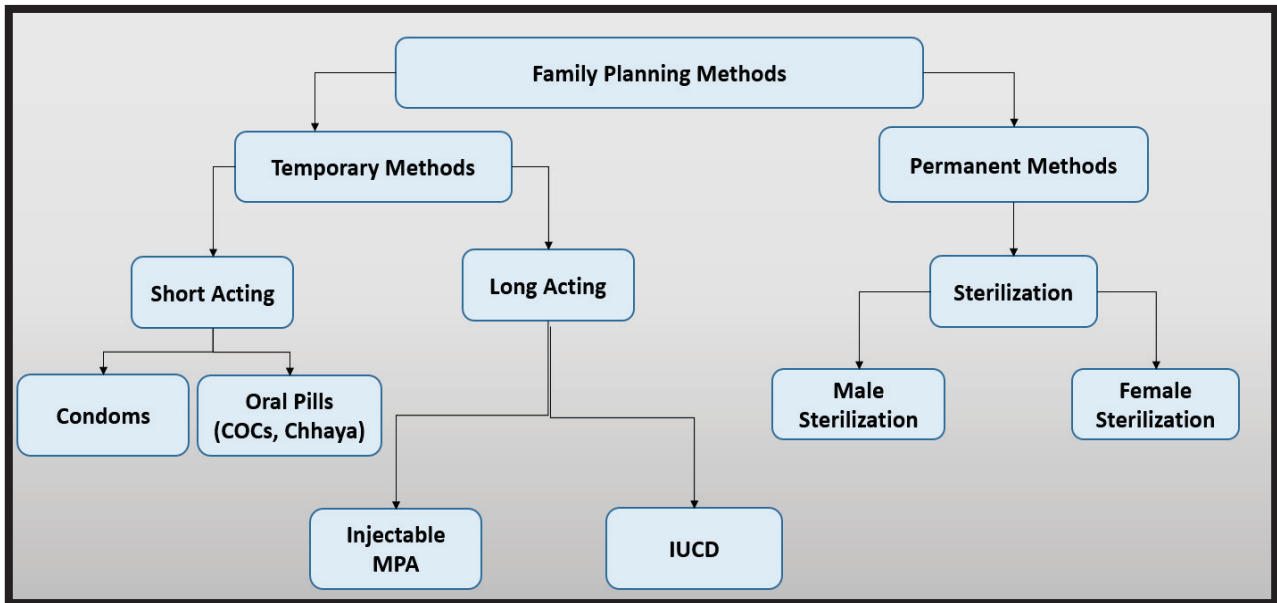 Family Planning Methods
Temporary Methods
Permanent Methods
Short Acting
Long Acting
Sterilization
Condoms
Oral Pills
(COCs, Chhaya)
Male
Sterilization
Female
Sterilization
Injectable
MPA
IUCD